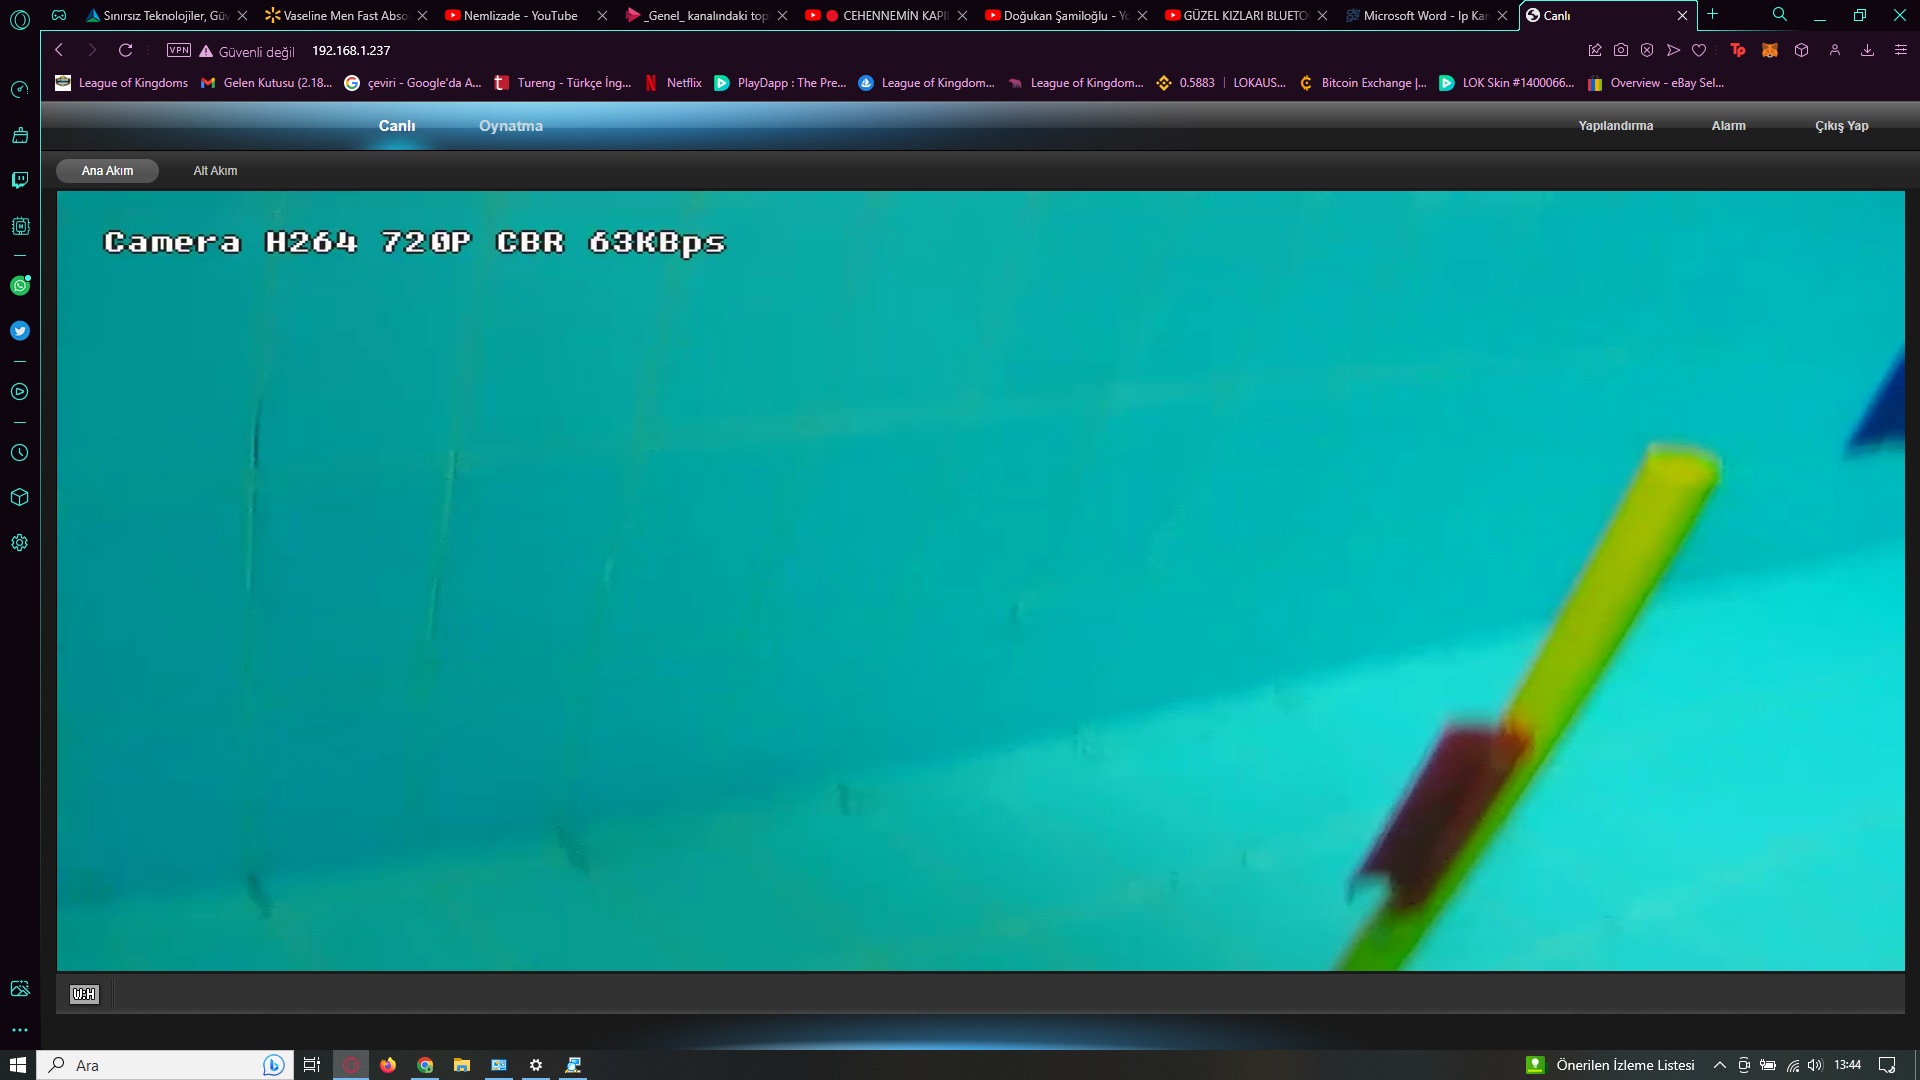 Sınırsız Teknolojiler, Güv
Vaseline Men Fast Abso
Nemlizade - YouTube
_Genel_ kanalındaki top
CEHENNEMİN KAPI
Doğukan Şamiloğlu - Yo
GÜZEL KIZLARI BLUETO
Microsoft Word - Ip Kam
Canlı
VPN
Güvenli değil
192.168.1.237
League of Kingdoms
Gelen Kutusu (2.18...
çeviri - Google'da A...
Tureng - Türkçe İng...
Netflix
PlayDapp : The Pre...
League of Kingdom...
League of Kingdom...
0.5883 | LOKAUS...
Bitcoin Exchange |...
LOK Skin #1400066...
Overview - eBay Sel...
Canlı
Oynatma
Yapılandırma
Alarm
Çıkış Yap
Ana Akım
Alt Akım
Camera H264 720P CBR 63KBps
W:H
Ara
Önerilen İzleme Listesi
13:44